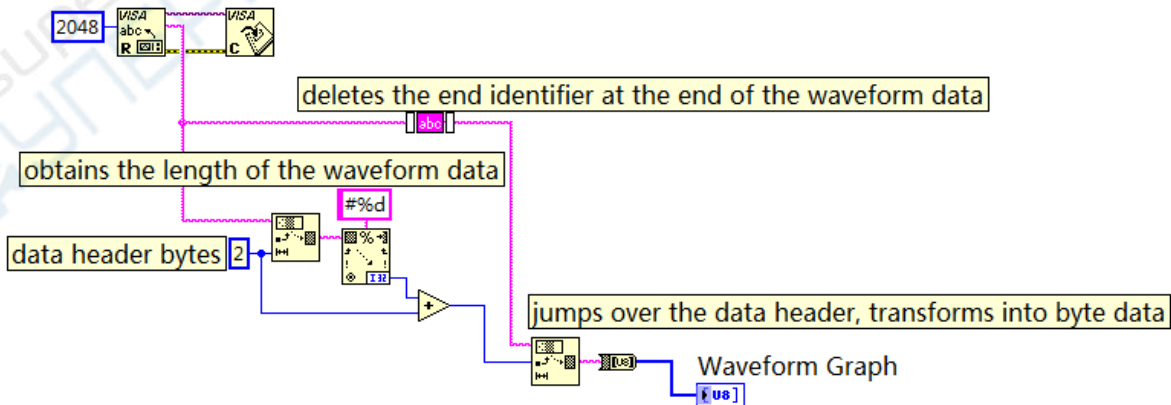 VISA
VISA
2048
abc
R
C
deletes the end identifier at the end of the waveform data
abc
obtains the length of the waveform data
#%d
%
data header bytes
2
I32
+
jumps over the data header, transforms into byte data
[U8]
Waveform Graph
U8]